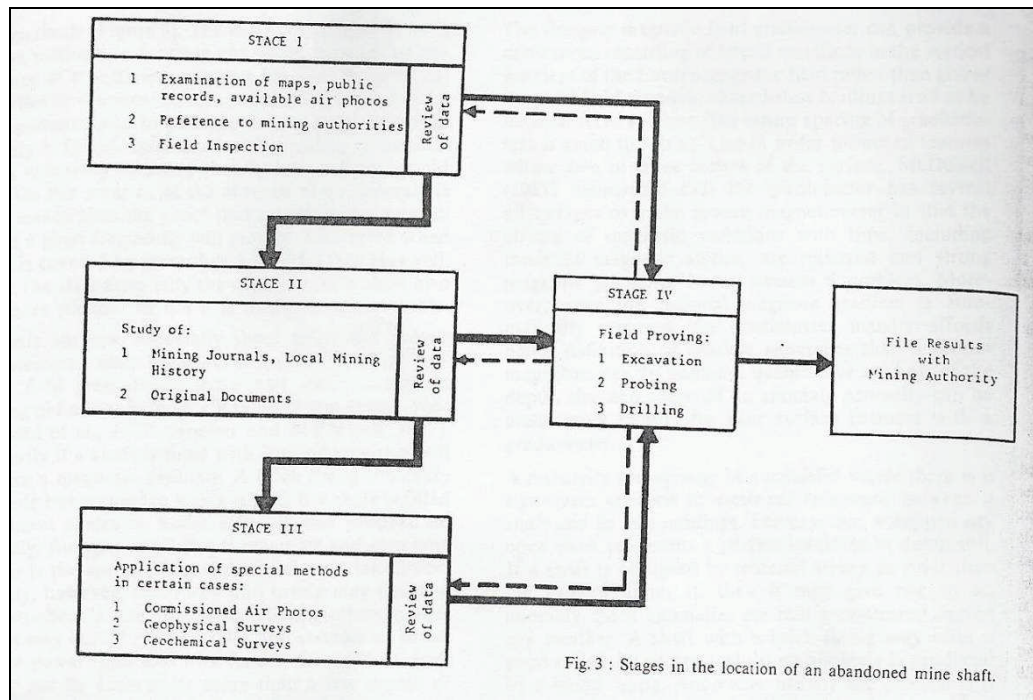 STACE 1
1 Examination of maps, public
records, available air photos
2 Peference to mining authorities
3 Field Inspection
Review
of data
STACE II
Study of:
1 Mining Journals, Local Mining
History
2 Original Documents
Review
of data
STACE III
Application of special methods
in certain cases:
1 Commissioned Air Photos
2 Geophysical Surveys
3 Geochemical Surveys
Review
of data
STAGE IV
Field Proving:
1 Excavation
2 Probing
3 Drilling
File Results
with
Mining Authority
Fig. 3 : Stages in the location of an abandoned mine shaft.